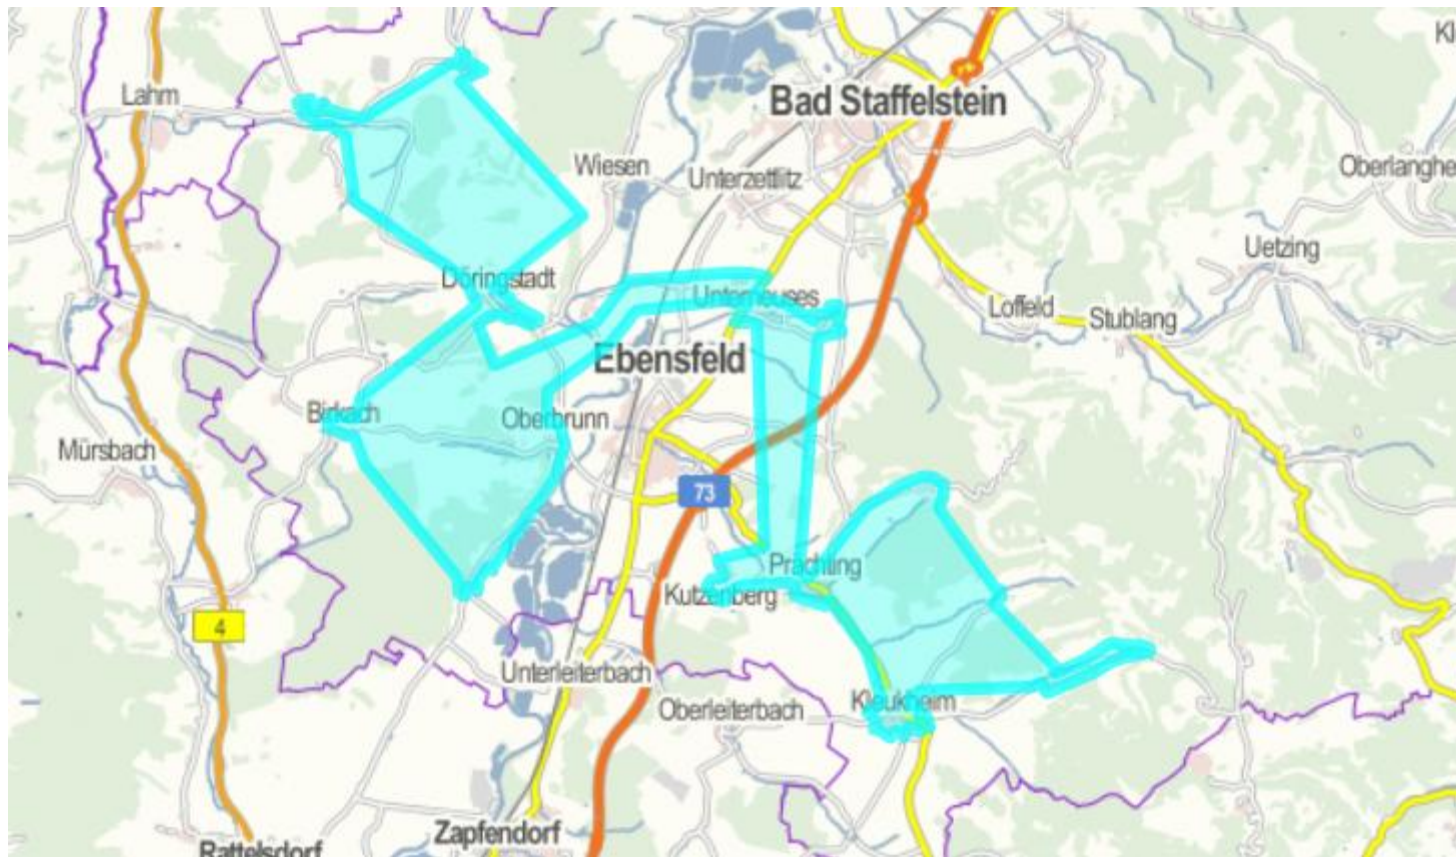 Kl
Lahm
Bad Staffelstein
Wiesen
Unterzettlitz
Oberlanghe
Döringstadt
Uetzing
Unterneuses
Loffeld
Stublang
Ebensfeld
Birkach
Oberbrunn
Mürsbach
73
Prächting
Kutzenberg
4
Unterleiterbach
Oberleiterbach
Kleukheim
Zapfendorf
Rattelsdorf